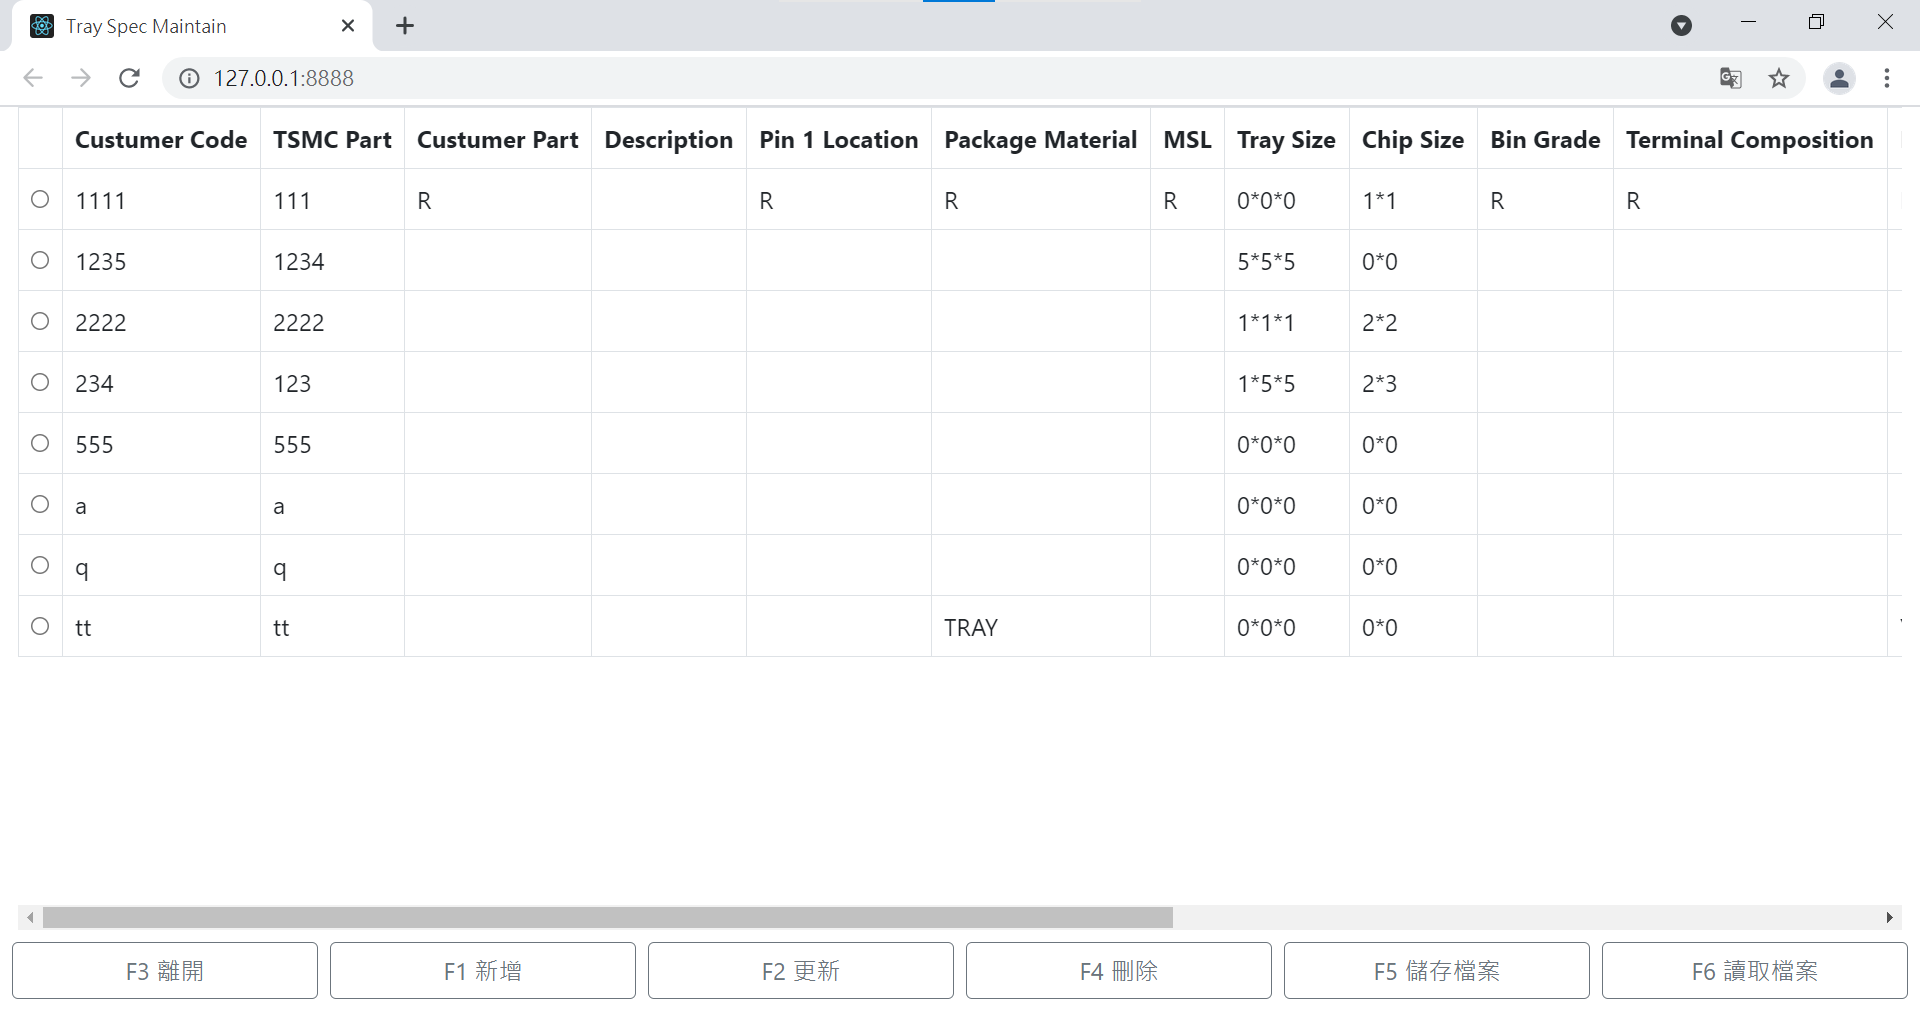 Tray Spec Maintain
127.0.0.1:8888
Custumer Code TSMC Part Custumer Part Description Pin 1 Location Package Material MSL Tray Size Chip Size Bin Grade Terminal Composition
1111 111 R R R R 0*0*0 1*1 R R
1235 1234 5*5*5 0*0
2222 2222 1*1*1 2*2
234 123 1*5*5 2*3
555 555 0*0*0 0*0
a a 0*0*0 0*0
q q 0*0*0 0*0
tt tt TRAY 0*0*0 0*0
F3 離開 F1 新增 F2 更新 F4 刪除 F5 儲存檔案 F6 讀取檔案